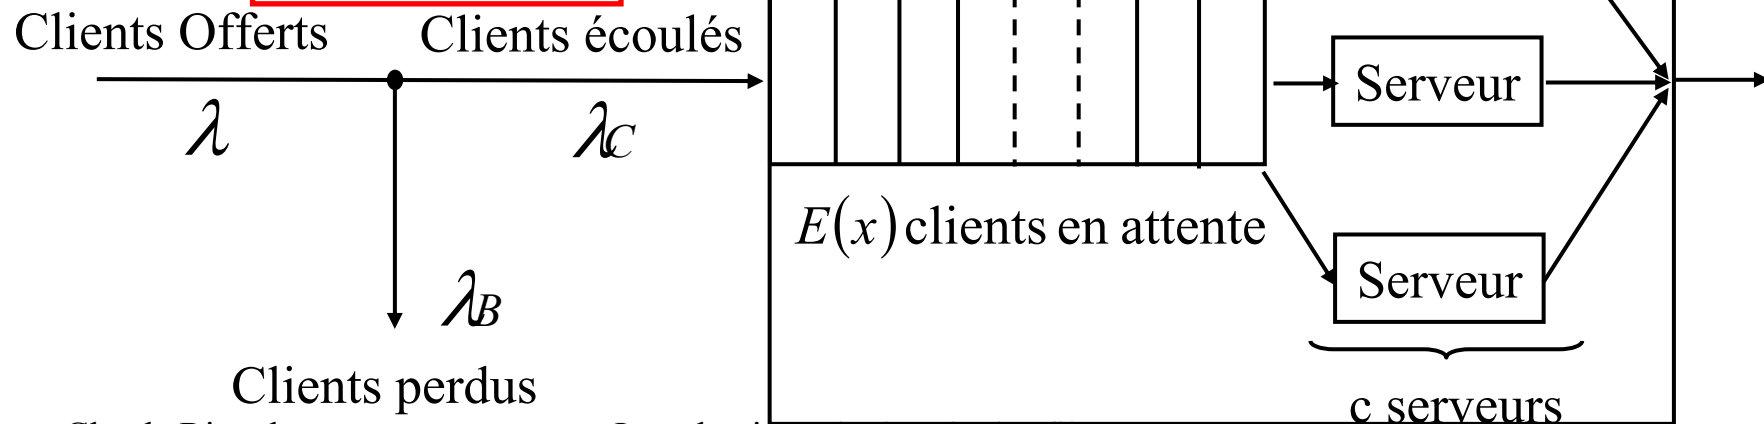 Clients Offerts
Clients écoulés
λ
λC
Serveur
E(x) clients en attente
λB
Serveur
Clients perdus
c serveurs